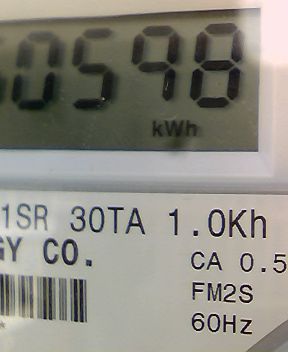 0598
kWh
1SR 30TA 1.0Kh
GY CO.
CA 0.5
FM2S
60Hz